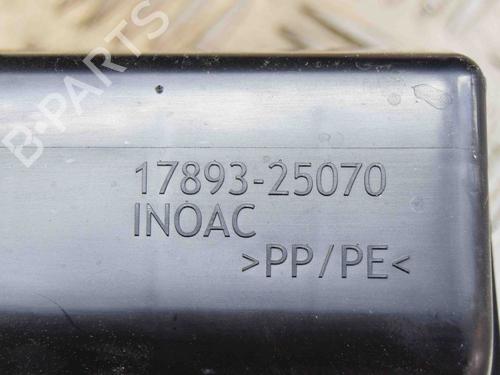 B-PARTS
17893-25070
INOAC
>PP/PE<